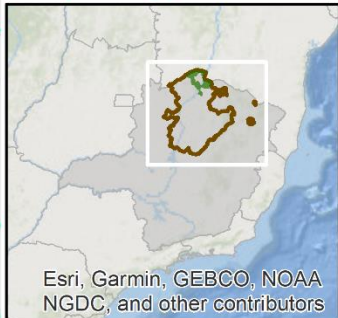 Esri, Garmin, GEBCO, NOAA
NGDC, and other contributors